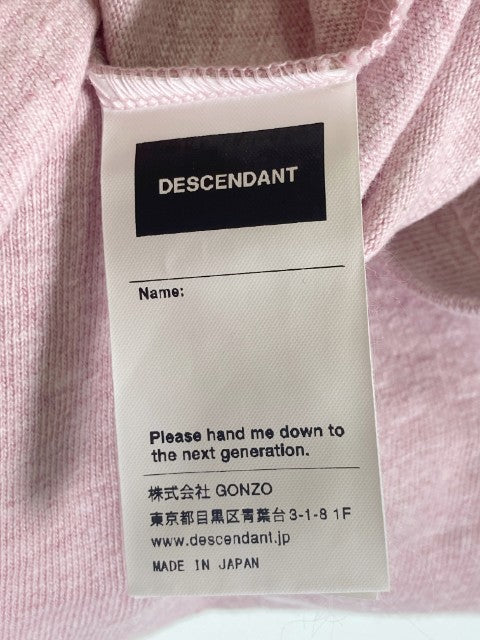 DESCENDANT
Name:
Please hand me down to
the next generation.
株式会社 GONZO
東京都目黒区青葉台 3-1-8 1F
www.descendant.jp
MADE IN JAPAN